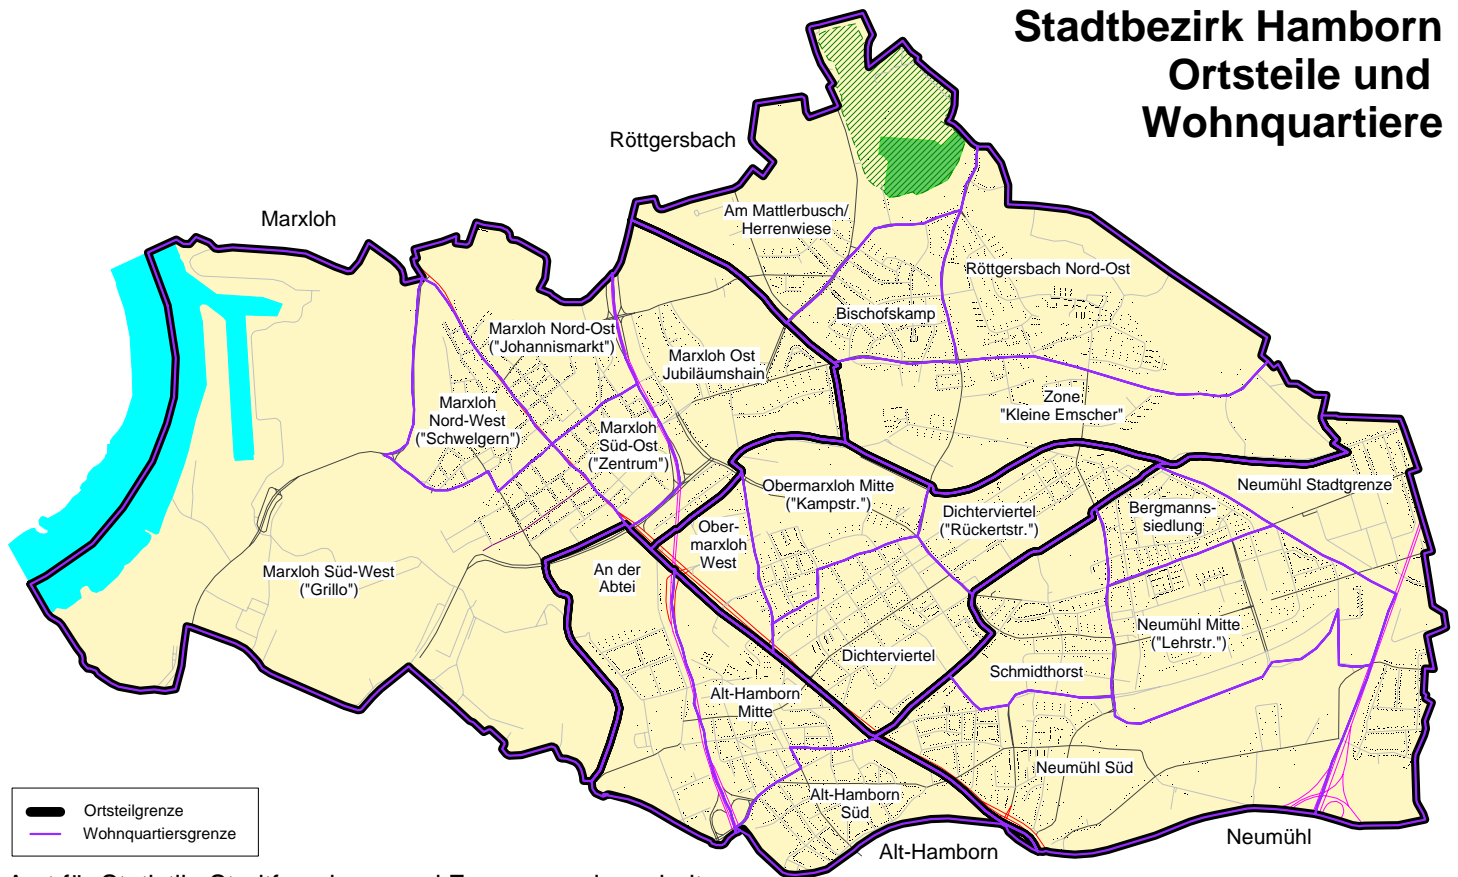 Stadtbezirk Hamborn
Ortsteile und
Wohnquartiere
Röttgersbach
Marxloh
Am Mattlerbusch/
Herrenwiese
Röttgersbach Nord-Ost
Bischofskamp
Marxloh Nord-Ost
("Johannismarkt")
Marxloh Ost
Jubiläumshain
Zone
"Kleine Emscher"
Marxloh
Nord-West
("Schwelgern")
Marxloh
Süd-Ost
("Zentrum")
Obermarxloh Mitte
("Kampstr.")
Neumühl Stadtgrenze
Dichterviertel
("Rückertstr.")
Bergmanns-
siedlung
Ober-
marxloh
West
An der
Abtei
Marxloh Süd-West
("Grillo")
Neumühl Mitte
("Lehrstr.")
Dichterviertel
Schmidthorst
Alt-Hamborn
Mitte
Neumühl Süd
Alt-Hamborn
Süd
Ortsteilgrenze
Wohnquartiersgrenze
Neumühl
Alt-Hamborn